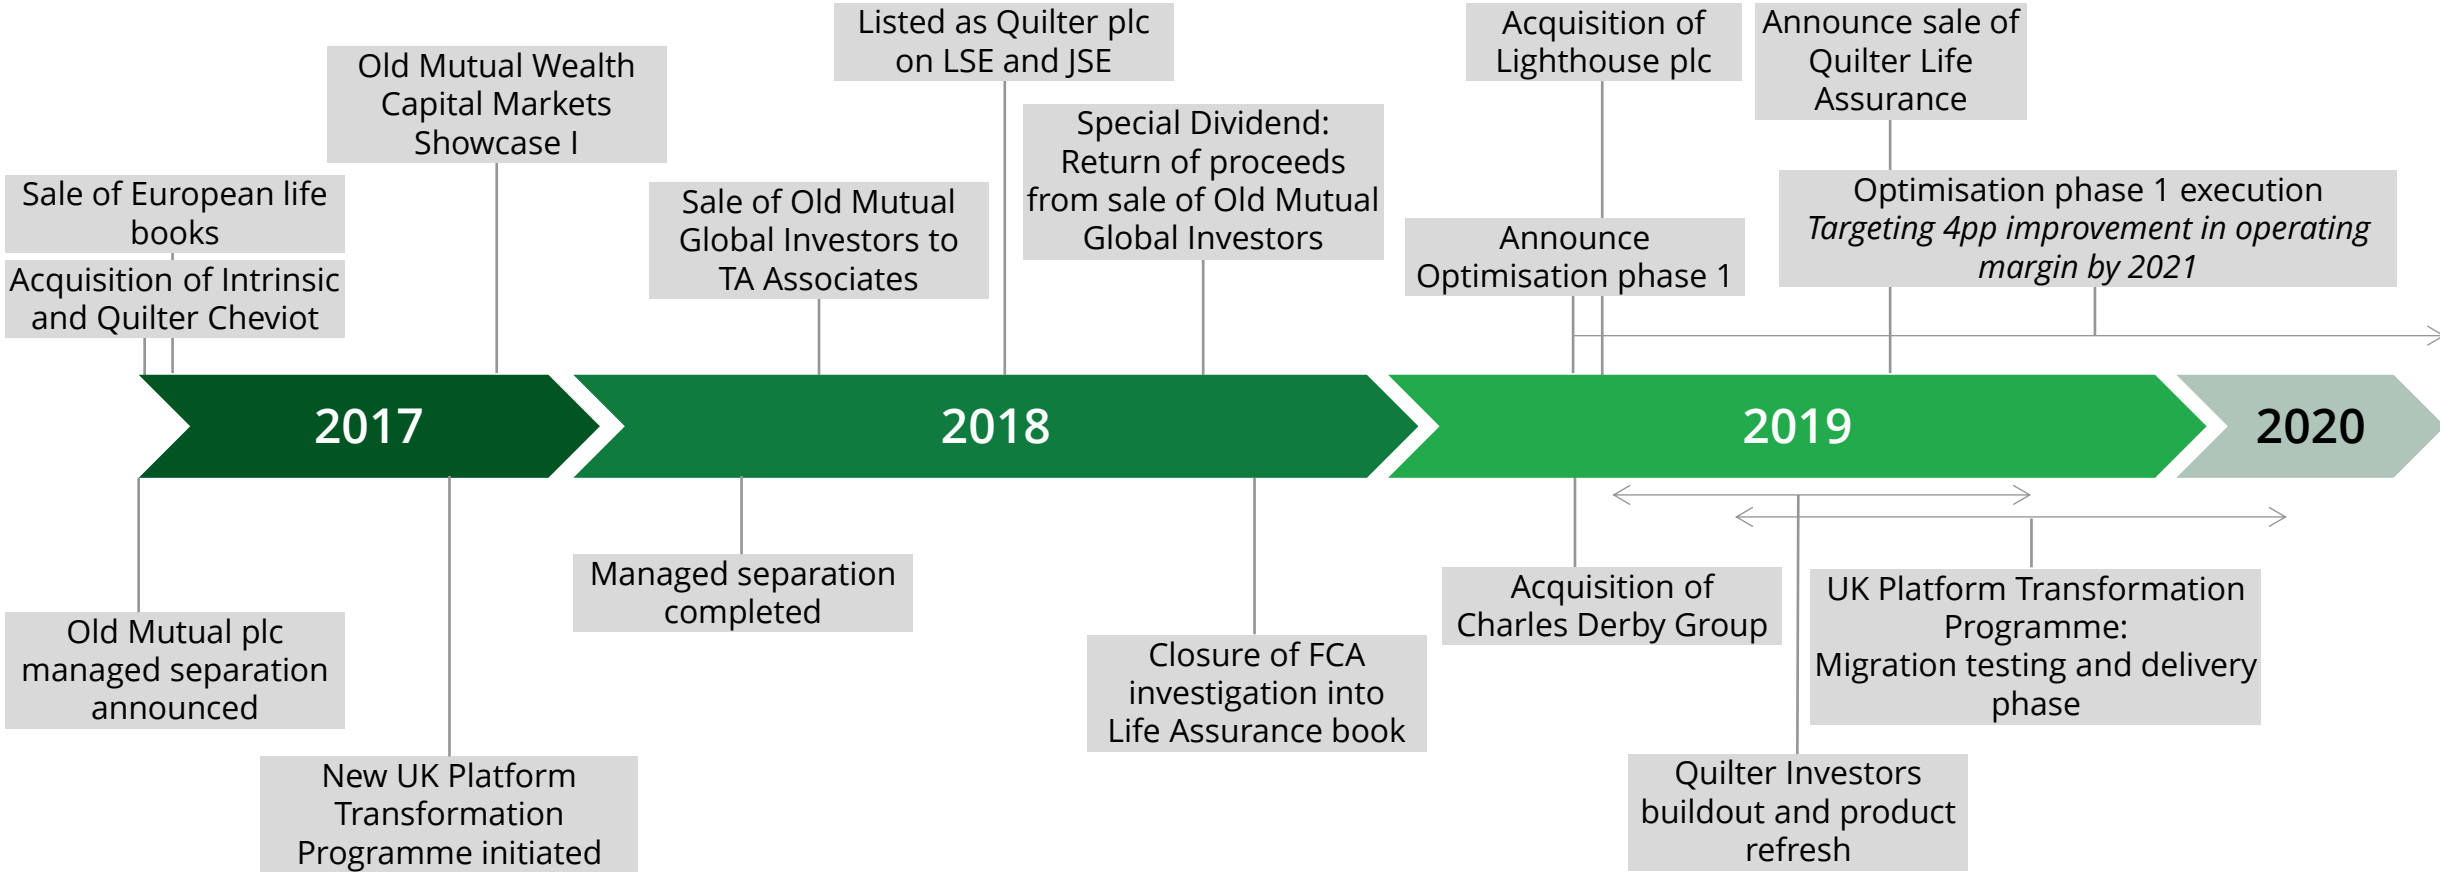 Listed as Quilter plc
on LSE and JSE
Acquisition of
Lighthouse plc
Announce sale of
Quilter Life
Assurance
Old Mutual Wealth
Capital Markets
Showcase I
Special Dividend:
Return of proceeds
from sale of Old Mutual
Global Investors
Sale of European life
books
Sale of Old Mutual
Global Investors to
TA Associates
Optimisation phase 1 execution
Targeting 4pp improvement in operating
margin by 2021
Announce
Optimisation phase 1
Acquisition of Intrinsic
and Quilter Cheviot
2017
2018
2019
2020
Managed separation
completed
Acquisition of
Charles Derby Group
UK Platform Transformation
Programme:
Migration testing and delivery
phase
Old Mutual plc
managed separation
announced
Closure of FCA
investigation into
Life Assurance book
New UK Platform
Transformation
Programme initiated
Quilter Investors
buildout and product
refresh